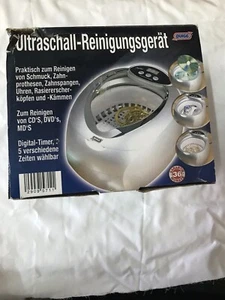 Ultraschall-Reinigungsgerät
Praktisch zum Reinigen
von Schmuck, Zahn-
prothesen, Zahnspangen,
Uhren, Rasiererscher-
köpfen und -Kämmen
Zum Reinigen
von CD'S, DVD's,
MD'S
Digital-Timer,
5 verschiedene
Zeiten wählbar